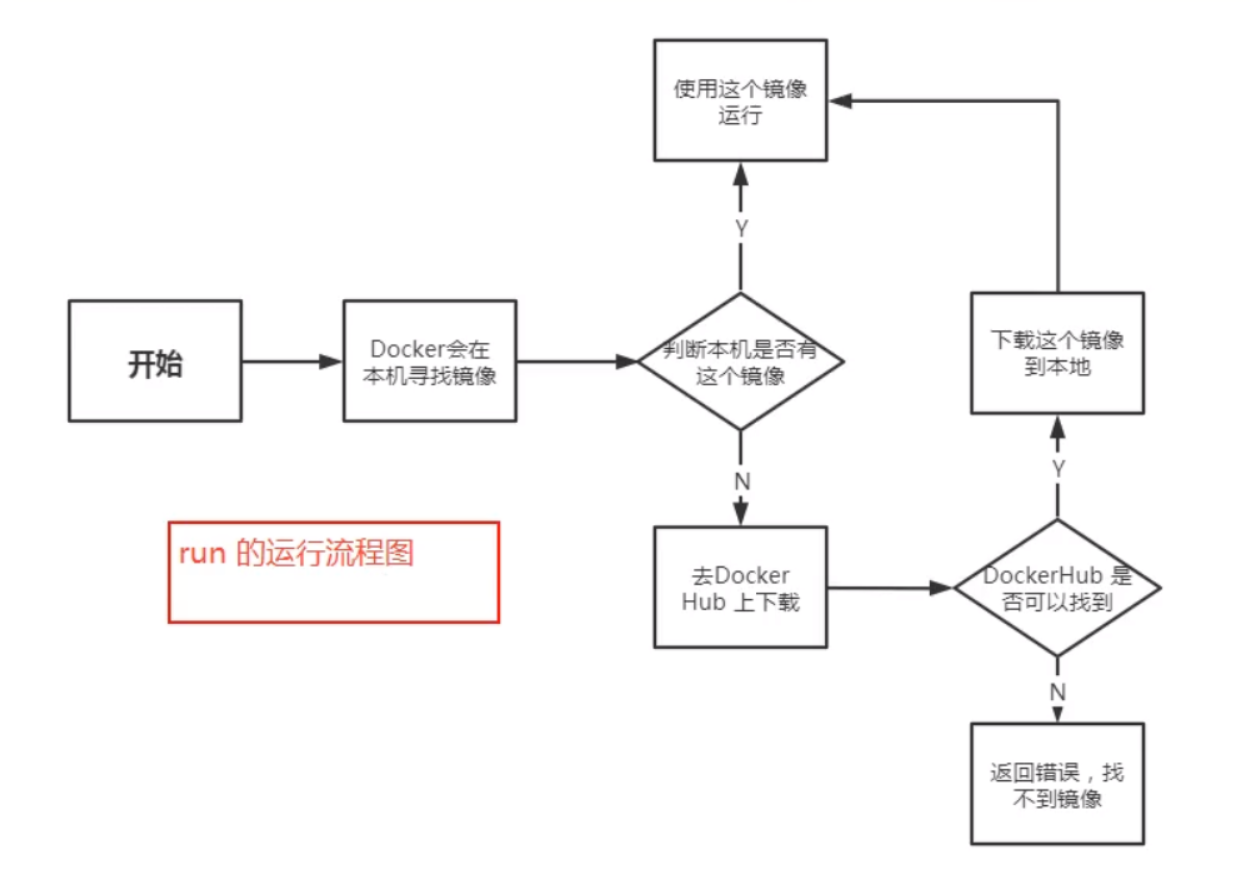 使用这个镜像
运行
Y
开始
Docker会在
本机寻找镜像
判断本机是否有
这个镜像
下载这个镜像
到本地
Y
N
run 的运行流程图
去Docker
Hub 上下载
DockerHub 是
否可以找到
N
返回错误，找
不到镜像